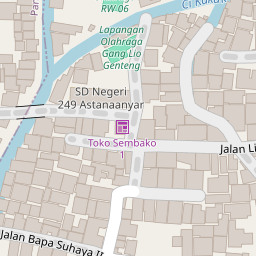 RW-06
Lapangan
Olahraga
Gang Lio
Genteng
SD Negeri
249 Astanaanyar
Toko Sembako
1
Jalan Li
Jalan Bapa Suhaya